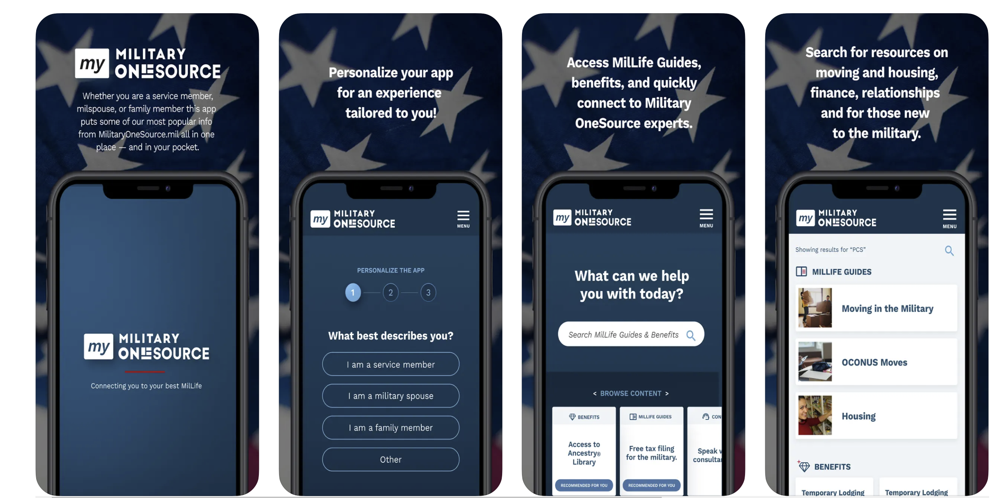 my MILITARY
ONESOURCE
Whether you are a service member,
milspouse, or family member this app
puts some of our most popular info
from MilitaryOneSource.mil all in one
place — and in your pocket.
my MILITARY
ONESOURCE
Connecting you to your best MilLife
Personalize your app
for an experience
tailored to you!
my MILITARY
ONESOURCE
MENU
PERSONALIZE THE APP
1 2 3
What best describes you?
I am a service member
I am a military spouse
I am a family member
Other
Access MilLife Guides,
benefits, and quickly
connect to Military
OneSource experts.
my MILITARY
ONESOURCE
MENU
What can we help
you with today?
Search MilLife Guides & Benefits
< BROWSE CONTENT >
BENEFITS
Access to
Ancestry®
Library
RECOMMENDED FOR YOU
MILLIFE GUIDES
Free tax filing
for the military.
RECOMMENDED FOR YOU
CON
Speak
consulta
Search for resources on
moving and housing,
finance, relationships
and for those new
to the military.
my MILITARY
ONESOURCE
MENU
Showing results for “PCS”
MILLIFE GUIDES
Moving in the Military
OCONUS Moves
Housing
BENEFITS
Temporary Lodging
Temporary Lodging